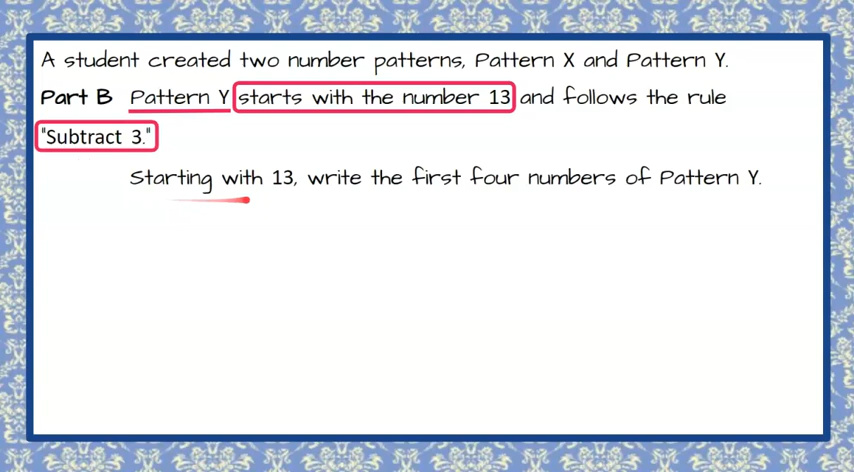 A student created two number patterns, Pattern X and Pattern Y.
Part B Pattern Y starts with the number 13 and follows the rule
"Subtract 3."
Starting with 13, write the first four numbers of Pattern Y.